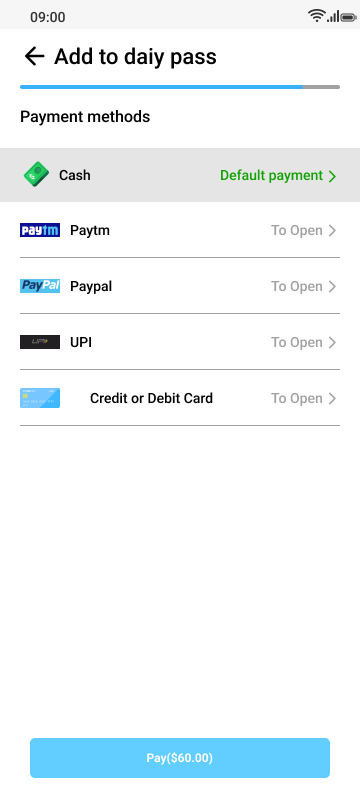 09:00
Add to daiy pass
Payment methods
Cash Default payment
paytm Paytm To Open
PayPal Paypal To Open
UPI UPI To Open
Credit or Debit Card To Open
Pay($60.00)